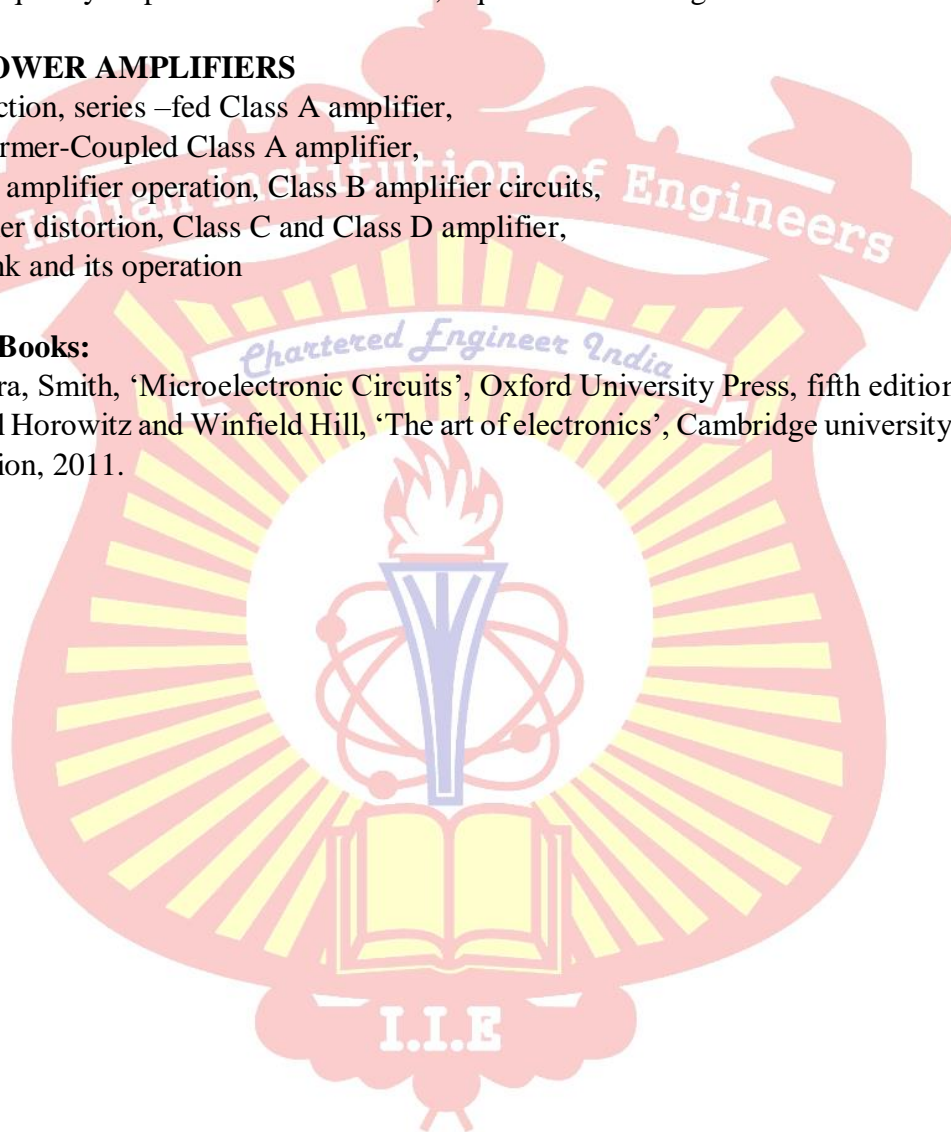 OWER AMPLIFIERS
ction, series –fed Class A amplifier,
rmer-Coupled Class A amplifier,
amplifier operation, Class B amplifier circuits,
er distortion, Class C and Class D amplifier,
nk and its operation
Indian Institution of Engineers
Books:
Chartered Engineer India
ra, Smith, ‘Microelectronic Circuits’, Oxford University Press, fifth edition
l Horowitz and Winfield Hill, ‘The art of electronics’, Cambridge university
ion, 2011.
I.I.E